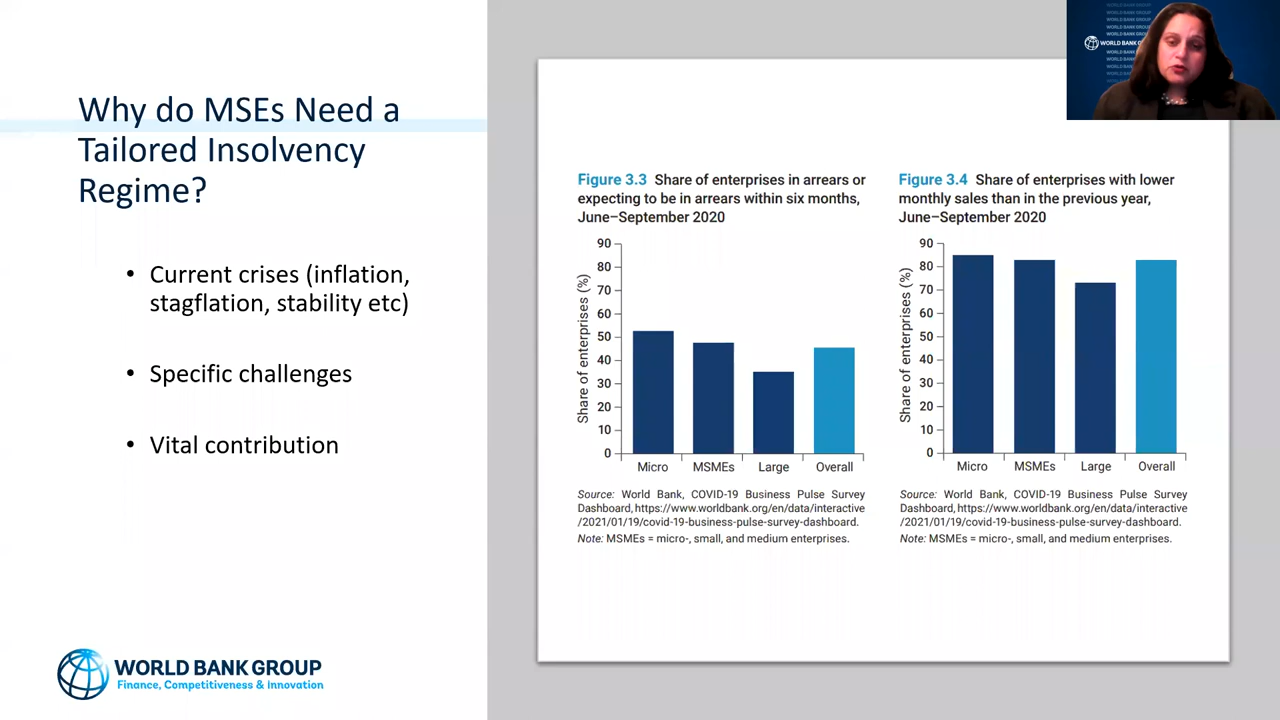 Why do MSEs Need a
Tailored Insolvency
Regime?
• Current crises (inflation,
stagflation, stability etc)
• Specific challenges
• Vital contribution
WORLD BANK GROUP
Finance, Competitiveness & Innovation
Figure 3.3 Share of enterprises in arrears or
expecting to be in arrears within six months,
June–September 2020
Share of enterprises (%)
90
80
70
60
50
40
30
20
10
0
Micro MSMEs Large Overall
Source: World Bank, COVID-19 Business Pulse Survey
Dashboard, https://www.worldbank.org/en/data/interactive
/2021/01/19/covid-19-business-pulse-survey-dashboard.
Note: MSMEs = micro-, small, and medium enterprises.
Figure 3.4 Share of enterprises with lower
monthly sales than in the previous year,
June–September 2020
Share of enterprises (%)
90
80
70
60
50
40
30
20
10
0
Micro MSMEs Large Overall
Source: World Bank, COVID-19 Business Pulse Survey
Dashboard, https://www.worldbank.org/en/data/interactive
/2021/01/19/covid-19-business-pulse-survey-dashboard.
Note: MSMEs = micro-, small, and medium enterprises.
WORLD BANK GROUP